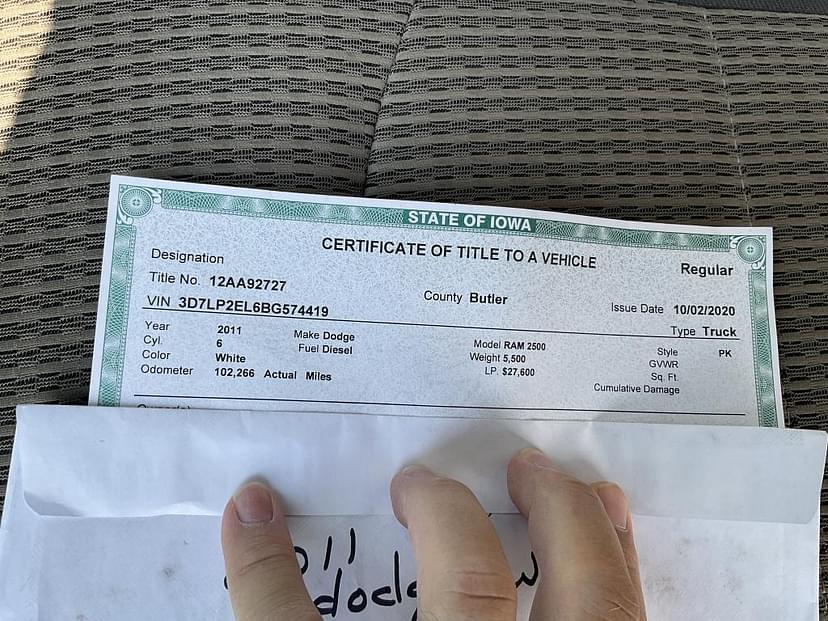 STATE OF IOWA
CERTIFICATE OF TITLE TO A VEHICLE
Designation Regular
Title No. 12AA92727 County Butler Issue Date 10/02/2020
VIN 3D7LP2EL6BG574419 Type Truck
Year 2011 Make Dodge Model RAM 2500 Style PK
Cyl. 6 Fuel Diesel Weight 5,500 GVWR
Color White LP. $27,600 Sq. Ft.
Odometer 102,266 Actual Miles Cumulative Damage